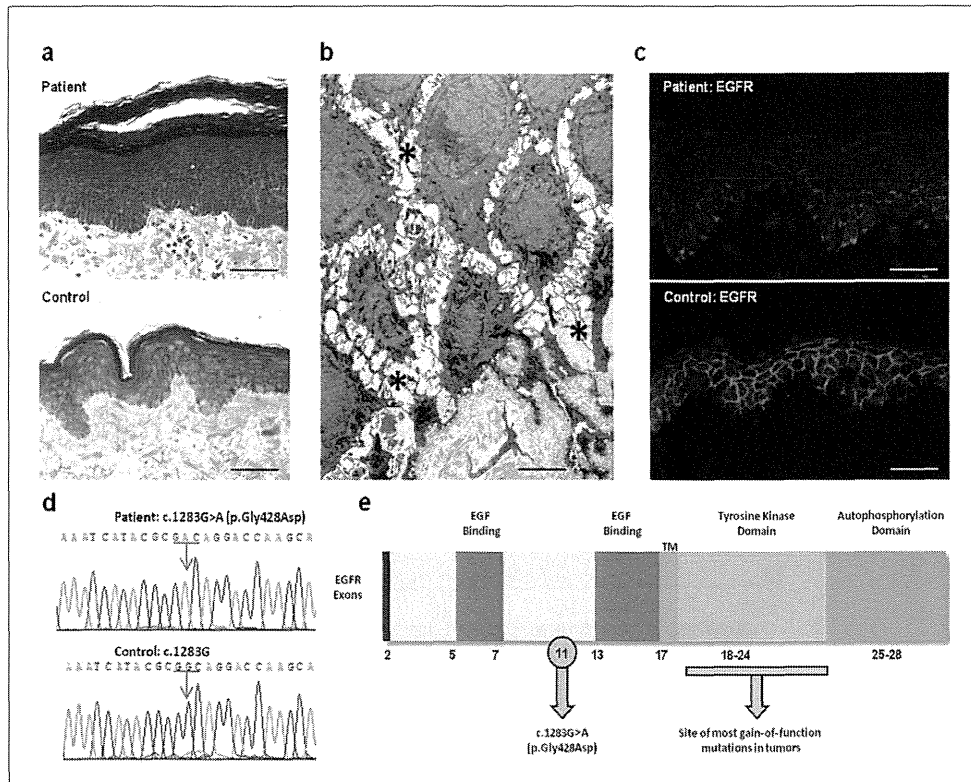 a
Patient
Control
b
*
*
*
c
Patient: EGFR
Control: EGFR
d
Patient: c.1283G>A (p.Gly428Asp)
A A A T C A T A C G C G G A C A G G A C C A A G C A
Control: c.1283G
A A A T C A T A C G C G G G C A G G A C C A A G C A
e
EGF Binding
EGF Binding
TM
Tyrosine Kinase Domain
Autophosphorylation Domain
EGFR Exons
2 5 7 11 13 17 18-24 25-28
c.1283G>A (p.Gly428Asp)
Site of most gain-of-function mutations in tumors